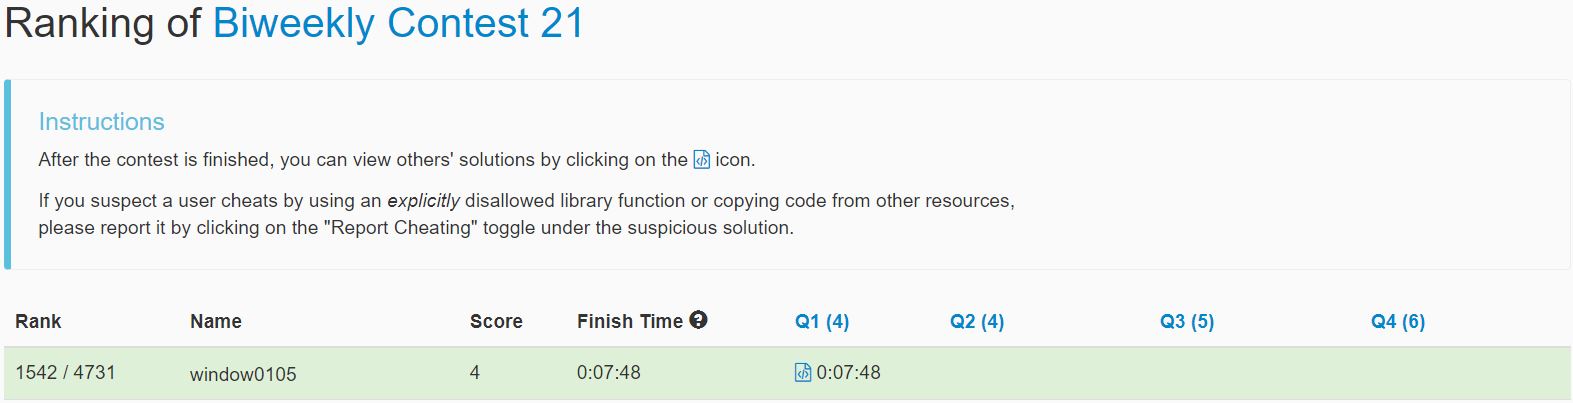 Ranking of Biweekly Contest 21
Instructions
After the contest is finished, you can view others' solutions by clicking on the </> icon.
If you suspect a user cheats by using an explicitly disallowed library function or copying code from other resources,
please report it by clicking on the "Report Cheating" toggle under the suspicious solution.
Rank Name Score Finish Time ? Q1 (4) Q2 (4) Q3 (5) Q4 (6)
1542 / 4731 window0105 4 0:07:48 </> 0:07:48